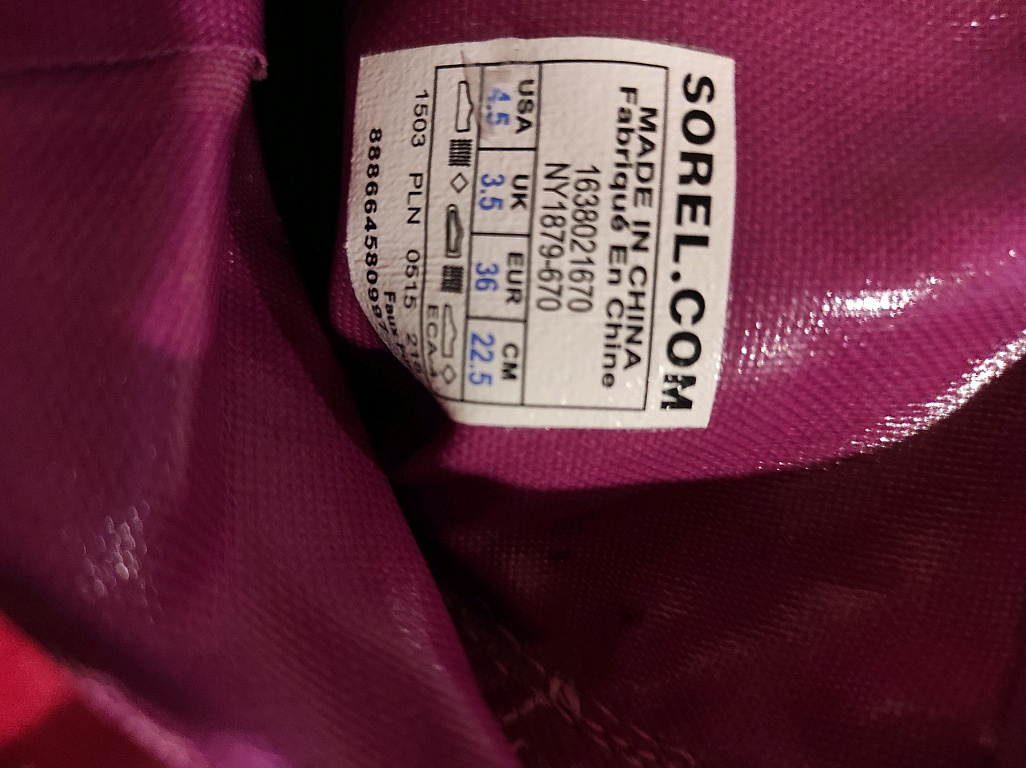 SOREL.COM
MADE IN CHINA
Fabriqué En Chine
1638021670
NY1879-670
USA UK EUR CM
4.5 3.5 36 22.5
1503 PLN 0515